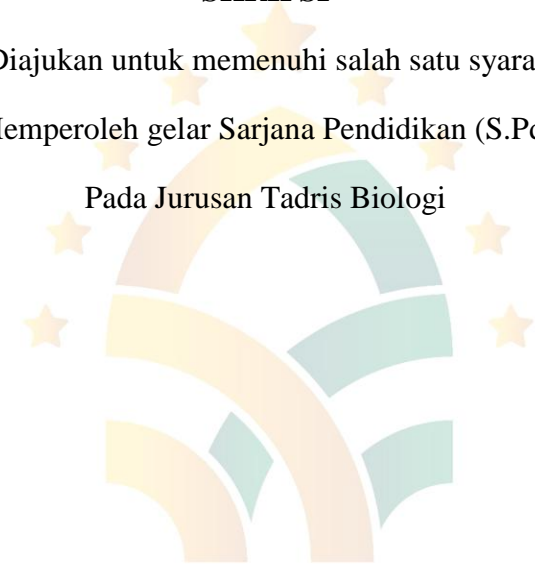 Diajukan untuk memenuhi salah satu syara
Memperoleh gelar Sarjana Pendidikan (S.Pd
Pada Jurusan Tadris Biologi